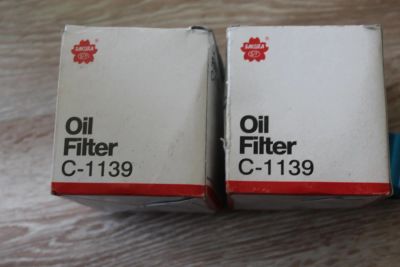 SAKURA
Oil
Filter
C-1139
SAKURA
Oil
Filter
C-1139